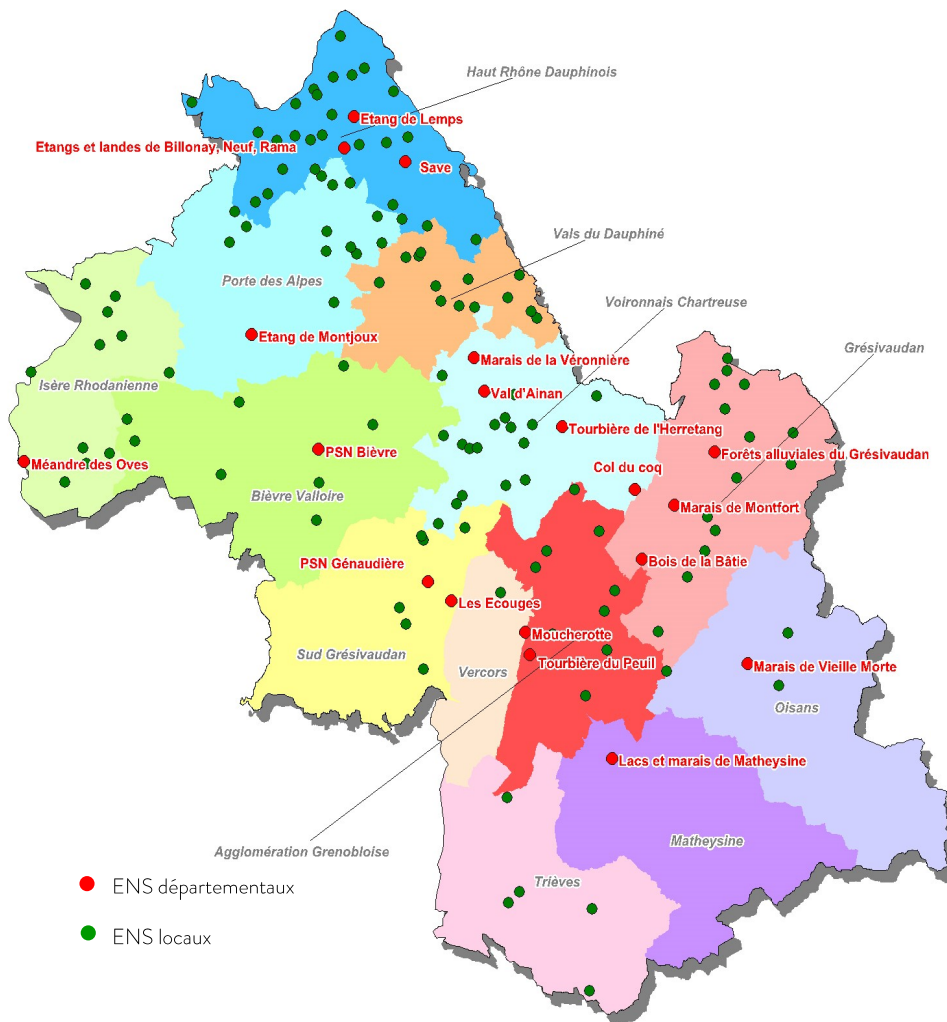 Haut Rhône Dauphinois
Etang de Lemps
Etangs et landes de Billonay, Neuf, Rama
Save
Vals du Dauphiné
Porte des Alpes
Voironnais Chartreuse
Etang de Montjoux
Grésivaudan
Marais de la Véronnière
Isère Rhodanienne
Val d'Ainan
Tourbière de l'Herretang
PSN Bièvre
Forêts alluviales du Grésivaudan
Méandre des Oves
Col du coq
Bièvre Valloire
Marais de Montfort
PSN Génaudière
Bois de la Bâtie
Les Ecouges
Moucherotte
Sud Grésivaudan
Tourbière du Peuil
Vercors
Marais de Vieille Morte
Oisans
Lacs et marais de Matheysine
Matheysine
Agglomération Grenobloise
Trièves
ENS départementaux
ENS locaux